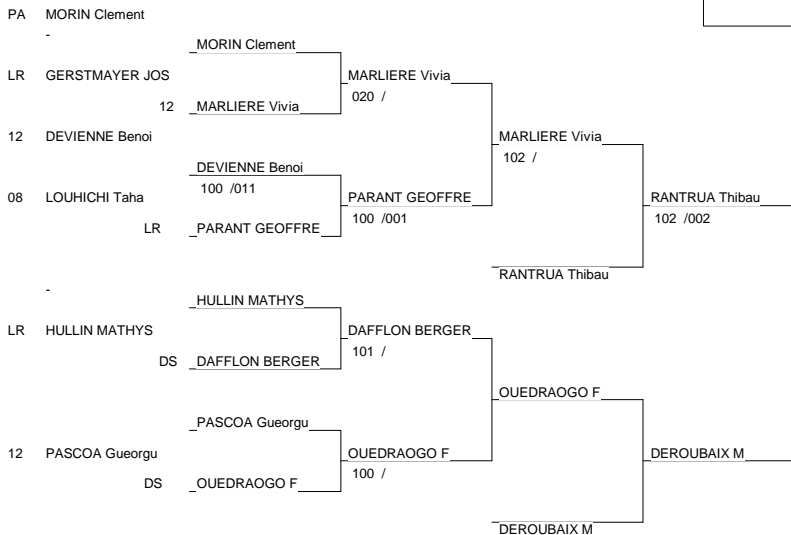 PA MORIN Clement
-
MORIN Clement
LR GERSTMAYER JOS
MARLIERE Vivia
020 /
12 MARLIERE Vivia
12 DEVIENNE Benoi
MARLIERE Vivia
102 /
DEVIENNE Benoi
100 /011
08 LOUHICHI Taha
PARANT GEOFFRE
100 /001
RANTRUA Thibau
102 /002
LR PARANT GEOFFRE
RANTRUA Thibau
-
HULLIN MATHYS
LR HULLIN MATHYS
DAFFLON BERGER
101 /
DS DAFFLON BERGER
OUEDRAOGO F
PASCOA Gueorgu
12 PASCOA Gueorgu
OUEDRAOGO F
100 /
DEROUBAIX M
DS OUEDRAOGO F
DEROUBAIX M